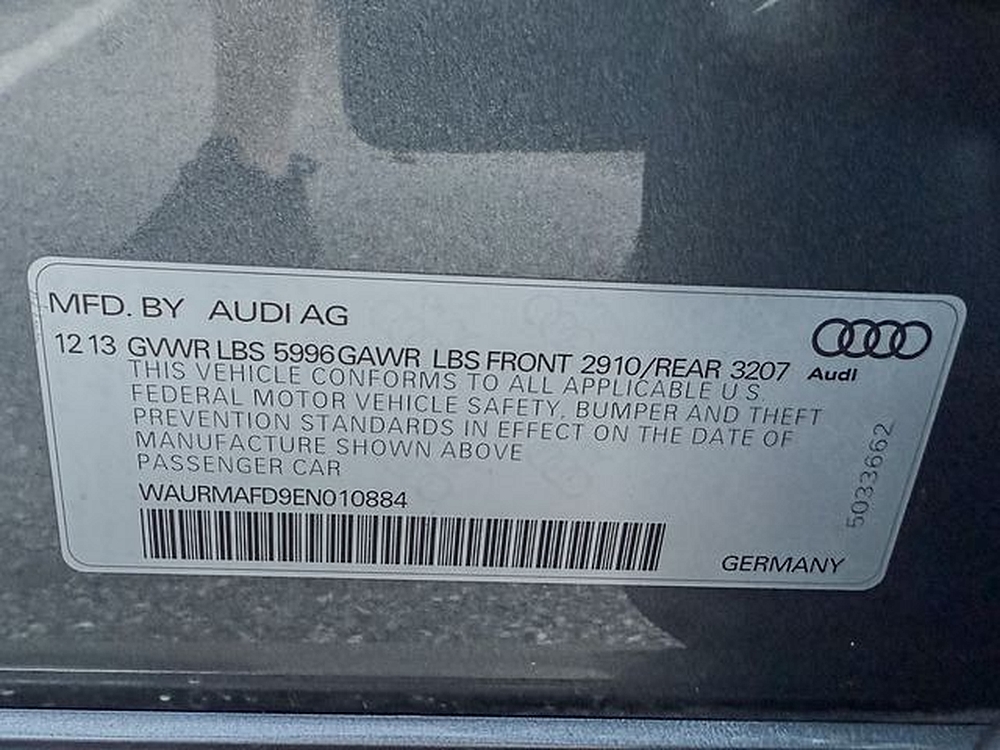 MFD. BY AUDI AG
12 13 GVWR LBS 5996 GAWR LBS FRONT 2910/REAR 3207
THIS VEHICLE CONFORMS TO ALL APPLICABLE U S.
FEDERAL MOTOR VEHICLE SAFETY, BUMPER AND THEFT
PREVENTION STANDARDS IN EFFECT ON THE DATE OF
MANUFACTURE SHOWN ABOVE
PASSENGER CAR
WAURMAFD9EN010884
Audi
5033662
GERMANY